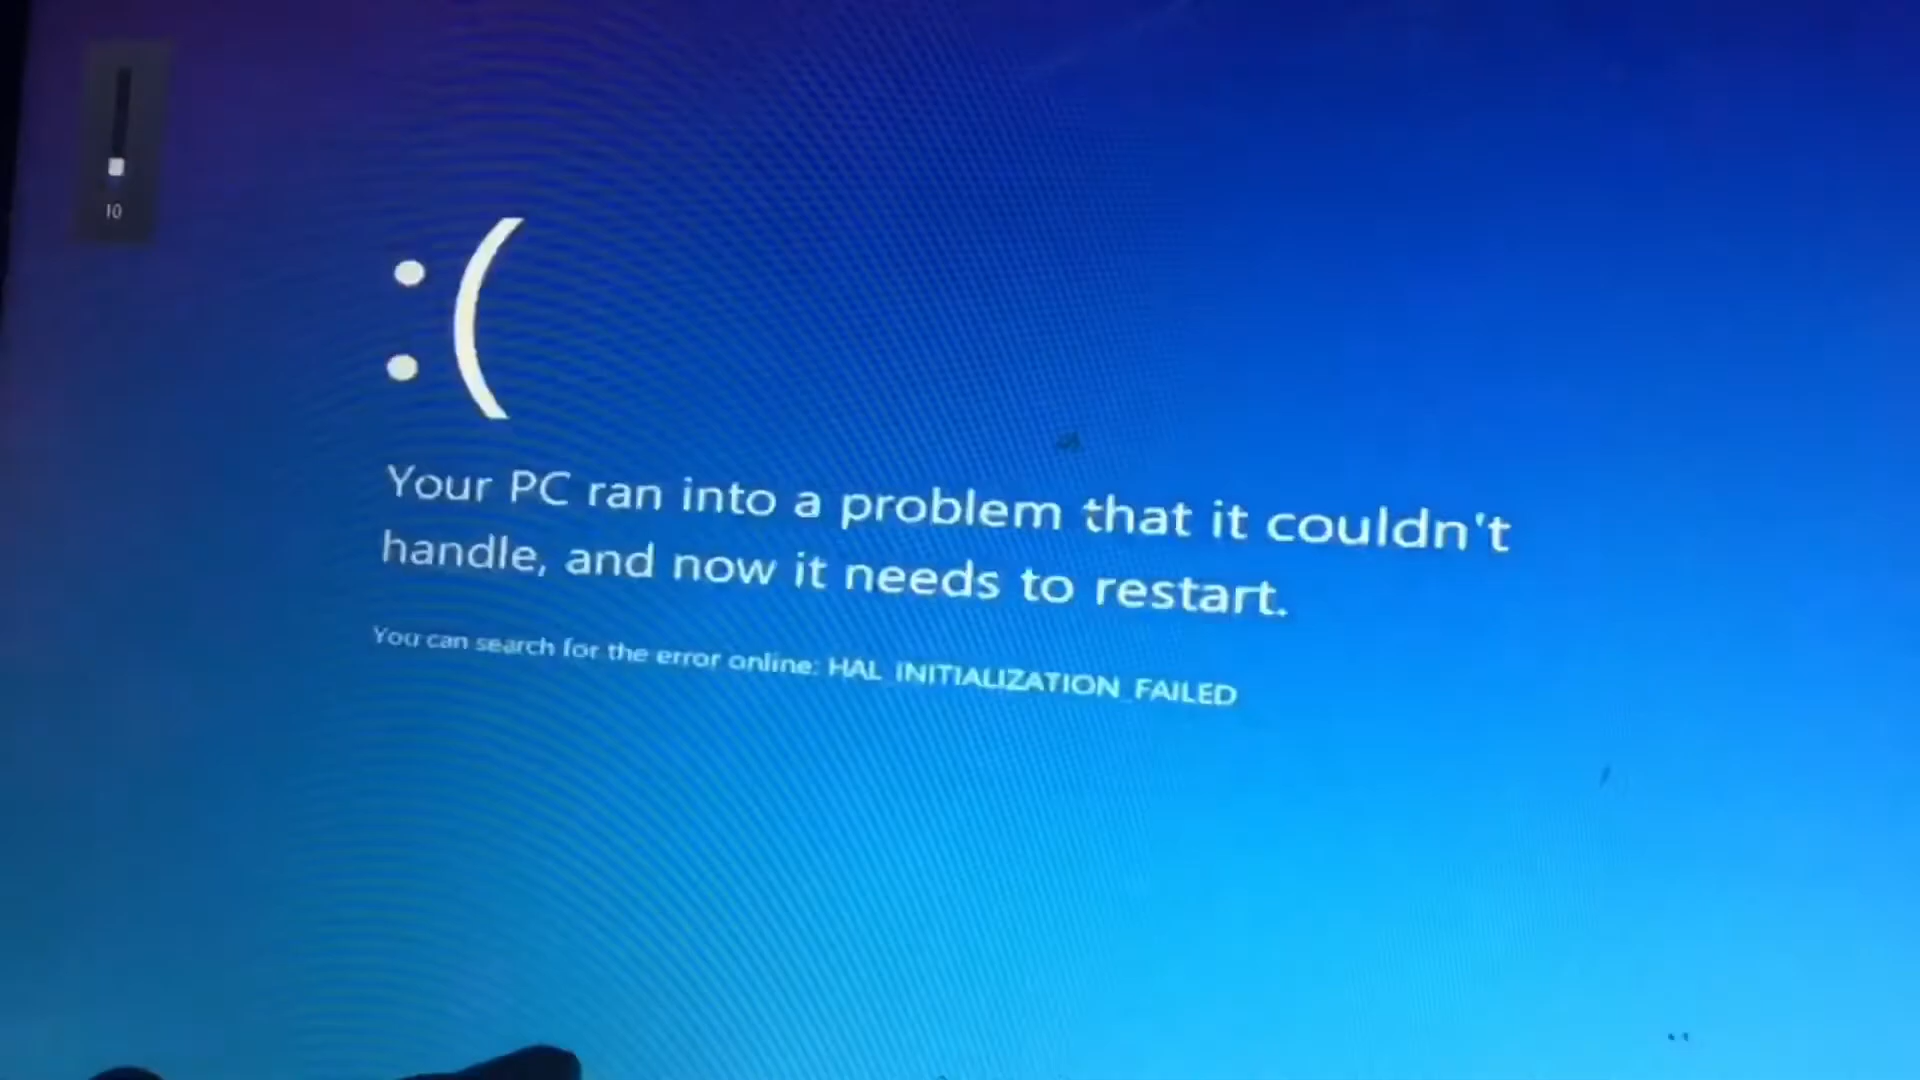 10
:(
Your PC ran into a problem that it couldn't
handle, and now it needs to restart.
You can search for the error online: HAL_INITIALIZATION_FAILED